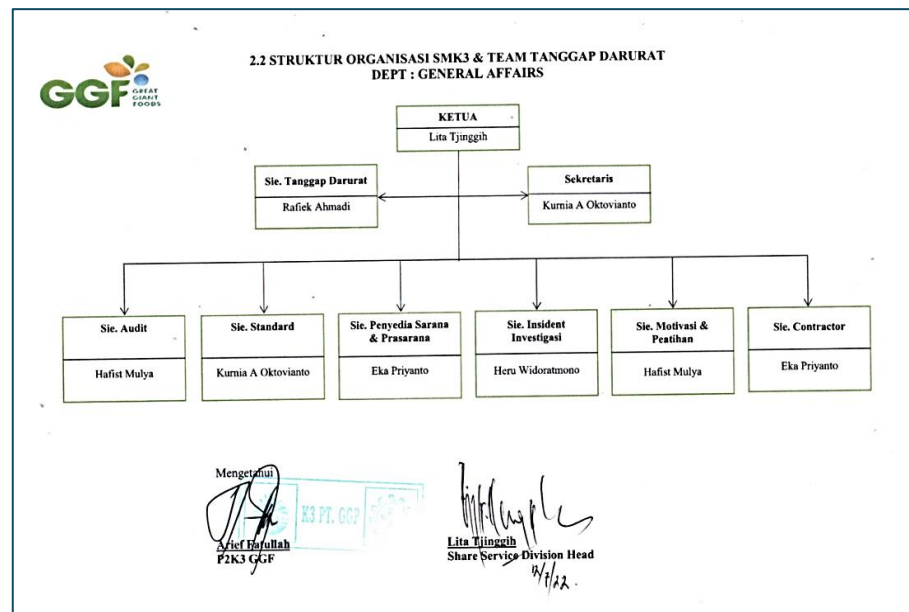 2.2 STRUKTUR ORGANISASI SMK3 & TEAM TANGGAP DARURAT
DEPT : GENERAL AFFAIRS
GGF GREAT
GIANT
FOODS
KETUA
Lita Tjinggih
Sie. Tanggap Darurat
Rafiek Ahmadi
Sekretaris
Kurnia A Oktovianto
Sie. Audit
Hafist Mulya
Sie. Standard
Kurnia A Oktovianto
Sie. Penyedia Sarana
& Prasarana
Eka Priyanto
Sie. Insident
Investigasi
Heru Widoratmono
Sie. Motivasi &
Peatihan
Hafist Mulya
Sie. Contractor
Eka Priyanto
Mengetahui
K3 PT. GGP
Arief Fatullah
P2K3 GGF
Lita Tjinggih
Share Service Division Head
12/7/22.